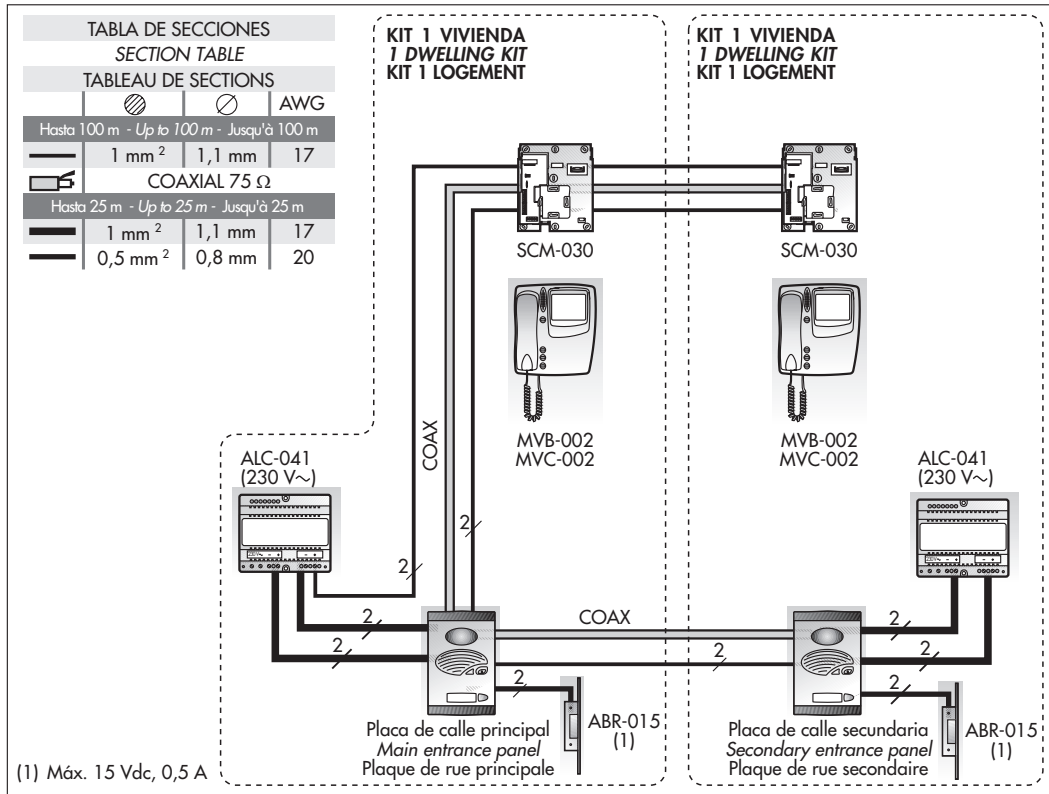 TABLA DE SECCIONES
SECTION TABLE
TABLEAU DE SECTIONS
AWG
Hasta 100 m - Up to 100 m - Jusqu'à 100 m
1 mm² 1,1 mm 17
COAXIAL 75 Ω
Hasta 25 m - Up to 25 m - Jusqu'à 25 m
1 mm² 1,1 mm 17
0,5 mm² 0,8 mm 20
KIT 1 VIVIENDA
1 DWELLING KIT
KIT 1 LOGEMENT
KIT 1 VIVIENDA
1 DWELLING KIT
KIT 1 LOGEMENT
SCM-030
SCM-030
MVB-002
MVC-002
MVB-002
MVC-002
COAX
ALC-041
(230 V~)
ALC-041
(230 V~)
2
2
2
2
COAX
2
2
2
2
2
2
Placa de calle principal
Main entrance panel
Plaque de rue principale
ABR-015
(1)
Placa de calle secundaria
Secondary entrance panel
Plaque de rue secondaire
ABR-015
(1)
(1) Máx. 15 Vdc, 0,5 A